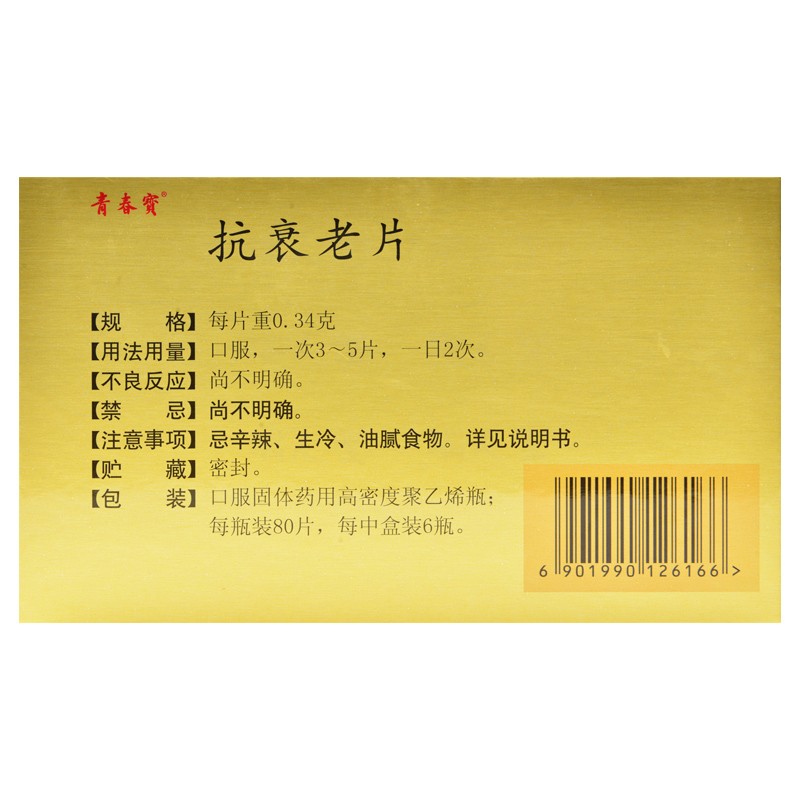 青春寶®
抗衰老片
【规 格】每片重0.34克
【用法用量】口服，一次3～5片，一日2次。
【不良反应】尚不明确。
【禁 忌】尚不明确。
【注意事项】忌辛辣、生冷、油腻食物。详见说明书。
【贮 藏】密封。
【包 装】口服固体药用高密度聚乙烯瓶；
每瓶装80片，每中盒装6瓶。
6 901990 126166 >